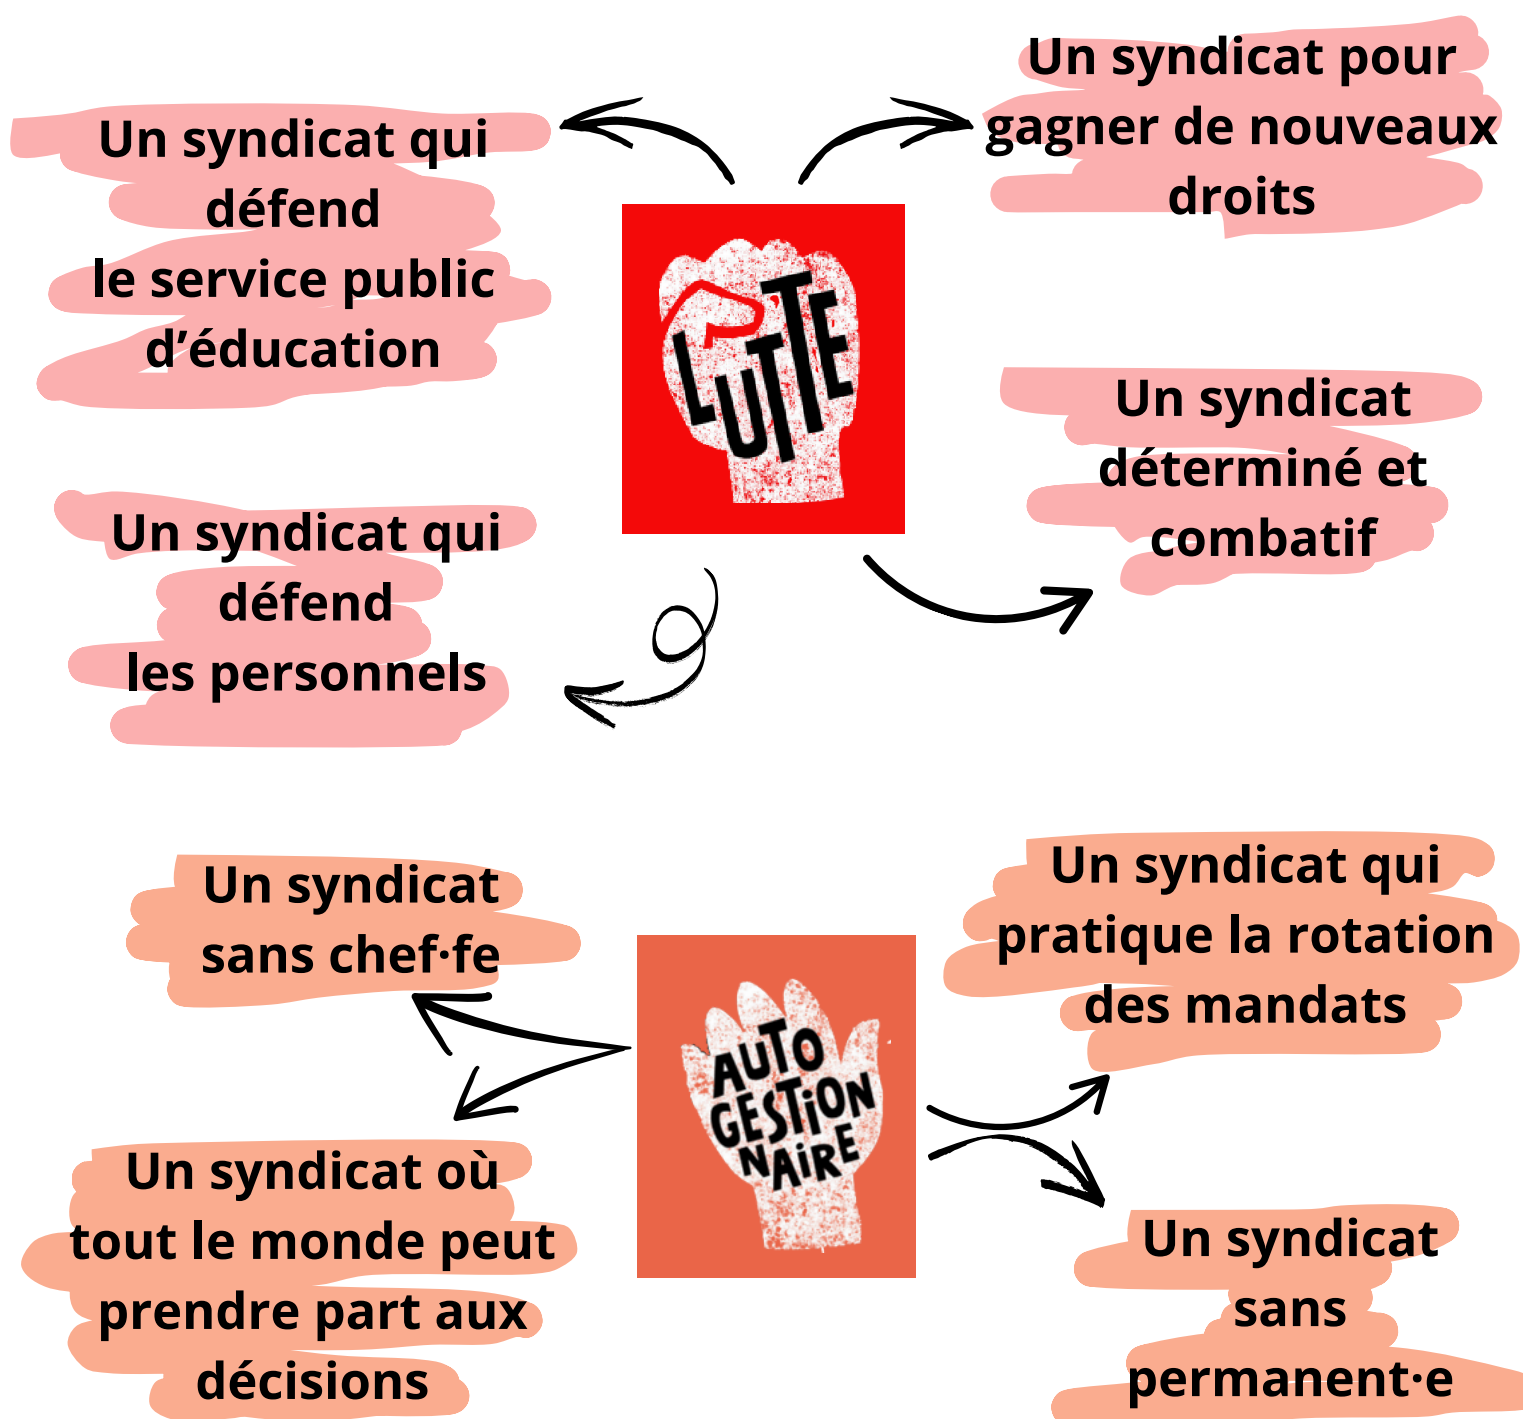 Un syndicat qui
défend
le service public
d’éducation
Un syndicat pour
gagner de nouveaux
droits
LUTTE
Un syndicat
déterminé et
combatif
Un syndicat qui
défend
les personnels
Un syndicat
sans chef·fe
Un syndicat qui
pratique la rotation
des mandats
AUTO
GESTiON
NAiRE
Un syndicat où
tout le monde peut
prendre part aux
décisions
Un syndicat
sans
permanent·e